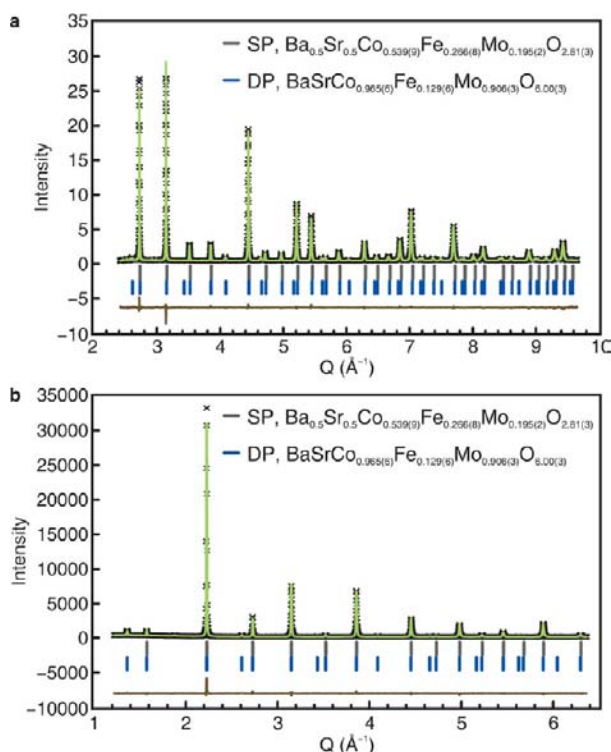 a
35
30
25
20
15
10
5
0
−5
−10
Intensity
SP, Ba₀.₅Sr₀.₅Co₀.₅₃₉₍₉₎Fe₀.₂₆₆₍₈₎Mo₀.₁₉₅₍₂₎O₂.₈₁₍₃₎
DP, BaSrCo₀.₉₆₅₍₆₎Fe₀.₁₂₉₍₆₎Mo₀.₉₀₆₍₃₎O₆.₀₀₍₃₎
2 3 4 5 6 7 8 9 10
Q (Å⁻¹)
b
35000
30000
25000
20000
15000
10000
5000
0
−5000
−10000
Intensity
SP, Ba₀.₅Sr₀.₅Co₀.₅₃₉₍₉₎Fe₀.₂₆₆₍₈₎Mo₀.₁₉₅₍₂₎O₂.₈₁₍₃₎
DP, BaSrCo₀.₉₆₅₍₆₎Fe₀.₁₂₉₍₆₎Mo₀.₉₀₆₍₃₎O₆.₀₀₍₃₎
1 2 3 4 5 6
Q (Å⁻¹)